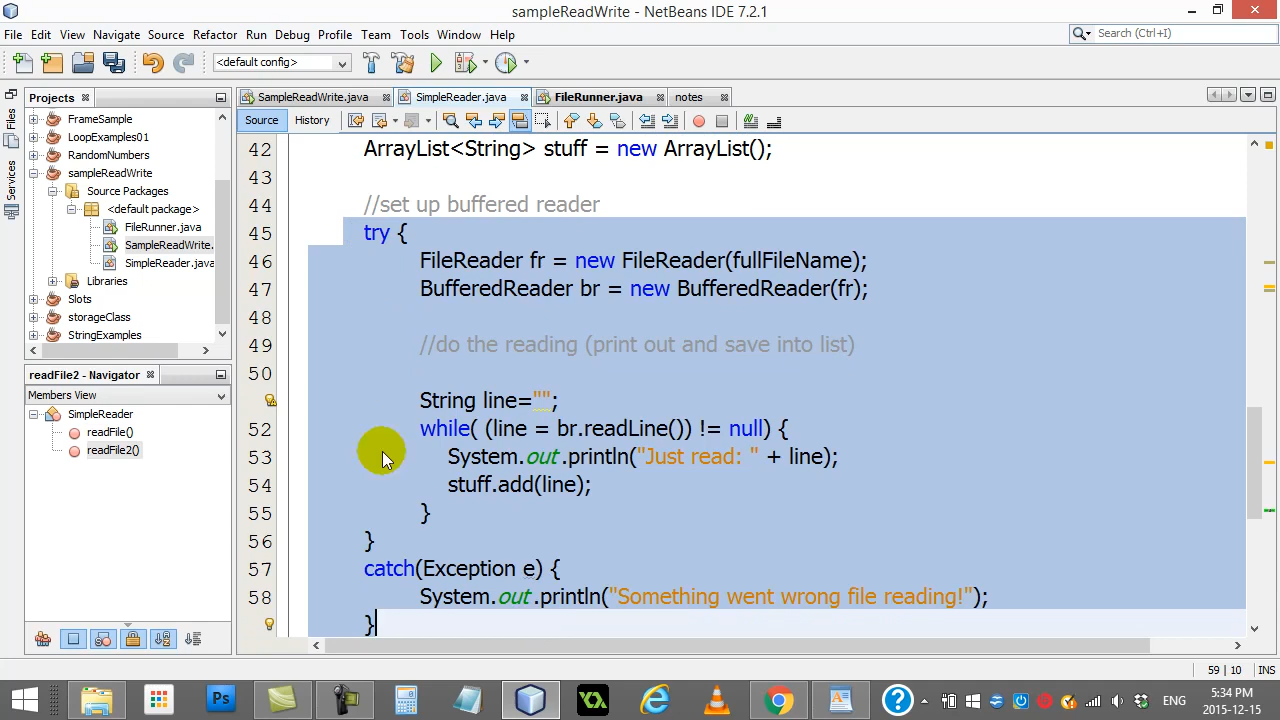 sampleReadWrite - NetBeans IDE 7.2.1
File Edit View Navigate Source Refactor Run Debug Profile Team Tools Window Help
Search (Ctrl+I)
<default config>
Projects
SampleReadWrite.java
SimpleReader.java
FileRunner.java
notes
Files
Services
FrameSample
LoopExamples01
RandomNumbers
sampleReadWrite
Source Packages
<default package>
FileRunner.java
SampleReadWrite.
SimpleReader.java
Libraries
Slots
storageClass
StringExamples
readFile2 - Navigator
Members View
SimpleReader
readFile()
readFile2()
Source History
42 ArrayList<String> stuff = new ArrayList();
43
44 //set up buffered reader
45 try {
46 FileReader fr = new FileReader(fullFileName);
47 BufferedReader br = new BufferedReader(fr);
48
49 //do the reading (print out and save into list)
50
String line="";
52 while( (line = br.readLine()) != null) {
53 System.out.println("Just read: " + line);
54 stuff.add(line);
55 }
56 }
57 catch(Exception e) {
58 System.out.println("Something went wrong file reading!");
}
59 | 10 INS
Ps
ENG
5:34 PM
2015-12-15